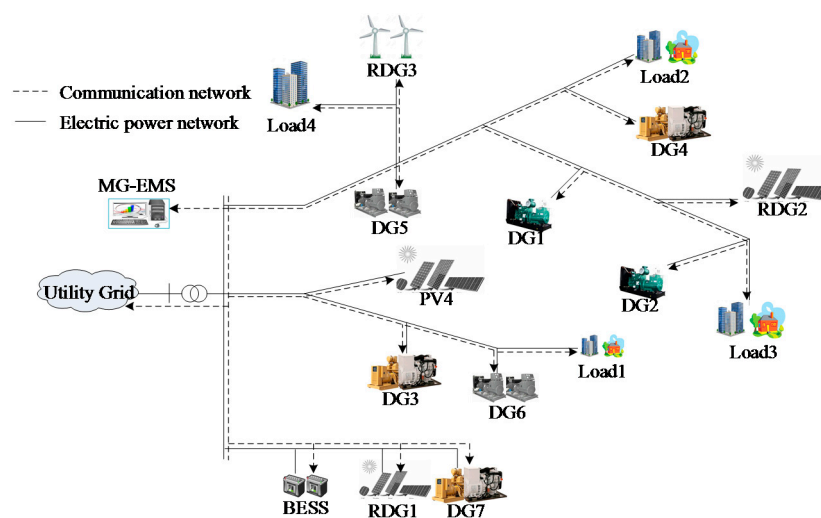 RDG3
Load2
Communication network
Electric power network
Load4
DG4
MG-EMS
DG5
DG1
RDG2
Utility Grid
PV4
DG2
Load1
Load3
DG3
DG6
BESS
RDG1
DG7